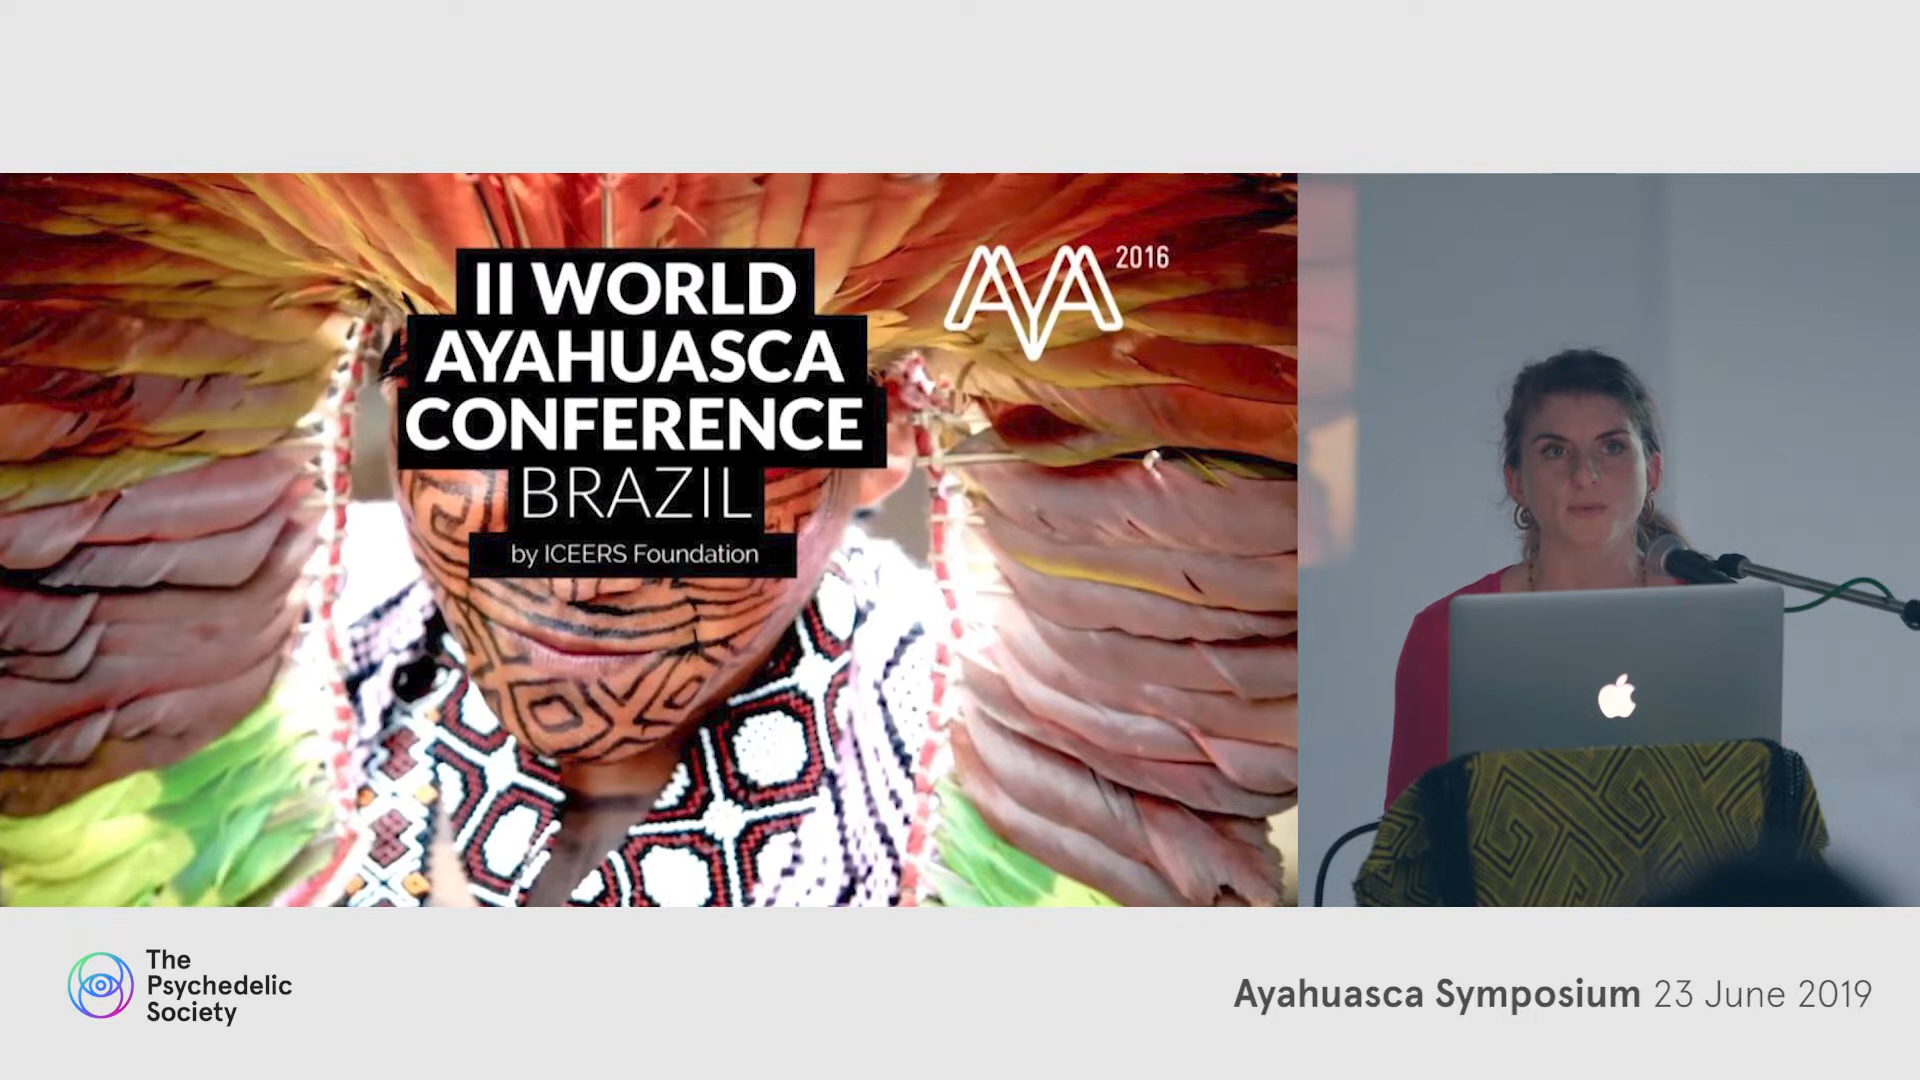 II WORLD
AYAHUASCA
CONFERENCE
BRAZIL
by ICEERS Foundation
AYA 2016
The
Psychedelic
Society
Ayahuasca Symposium 23 June 2019